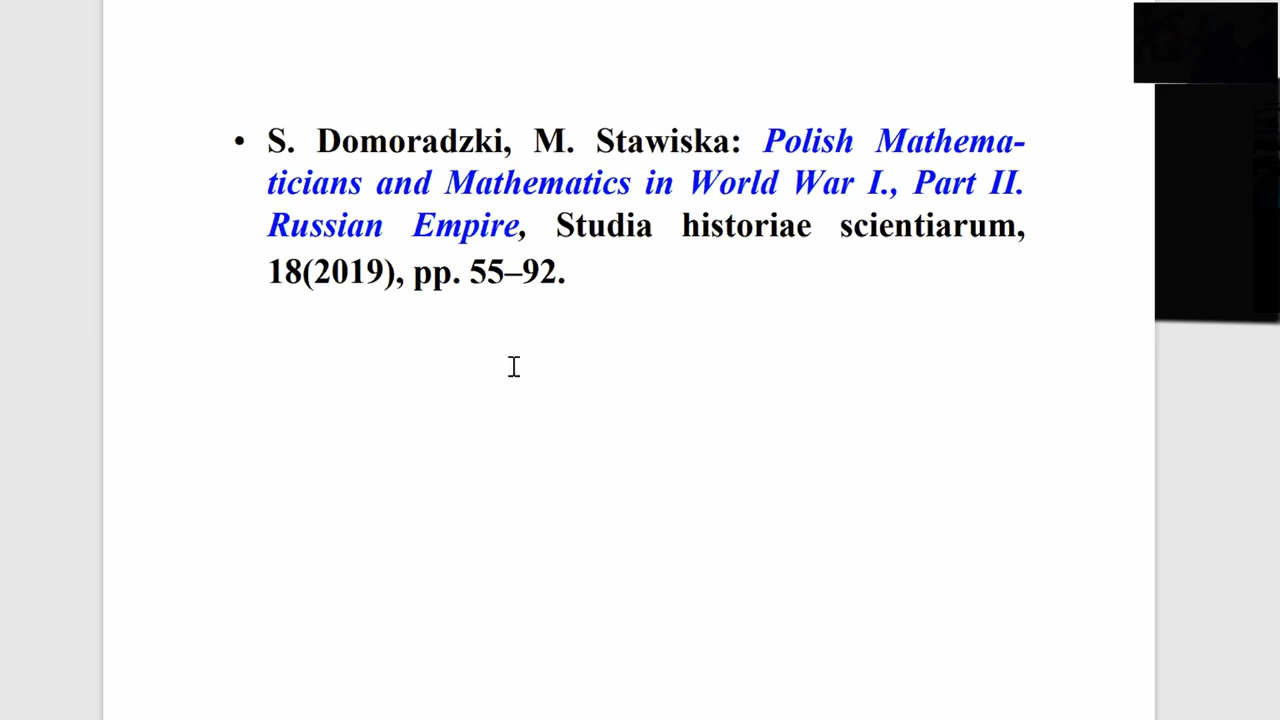 • S. Domoradzki, M. Stawiska: Polish Mathema-
ticians and Mathematics in World War I., Part II.
Russian Empire, Studia historiae scientiarum,
18(2019), pp. 55–92.